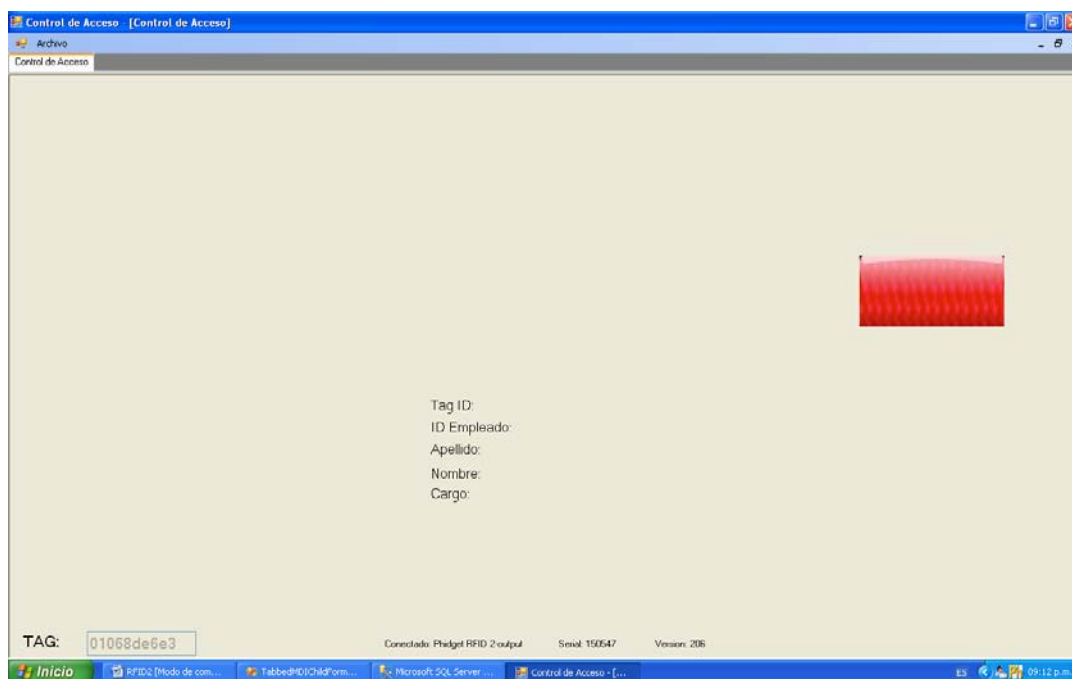 Control de Acceso - [Control de Acceso]
Archivo
Control de Acceso
Tag ID:
ID Empleado:
Apellido:
Nombre:
Cargo:
TAG: 01068de6e3
Conectado: Phidget RFID 2-output Serial: 150547 Version: 206
Inicio RFID2 [Modo de com... TabbedMDIChildForm... Microsoft SQL Server ... Control de Acceso - [... ES 09:12 p.m.